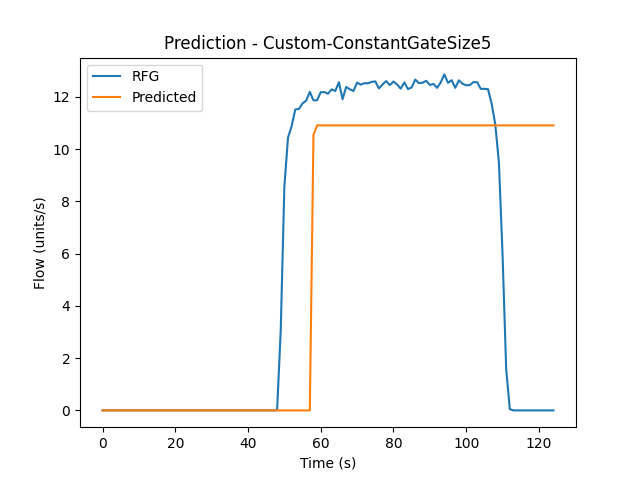 Prediction - Custom-ConstantGateSize5
RFG
Predicted
12
10
8
6
4
2
0
Flow (units/s)
0 20 40 60 80 100 120
Time (s)